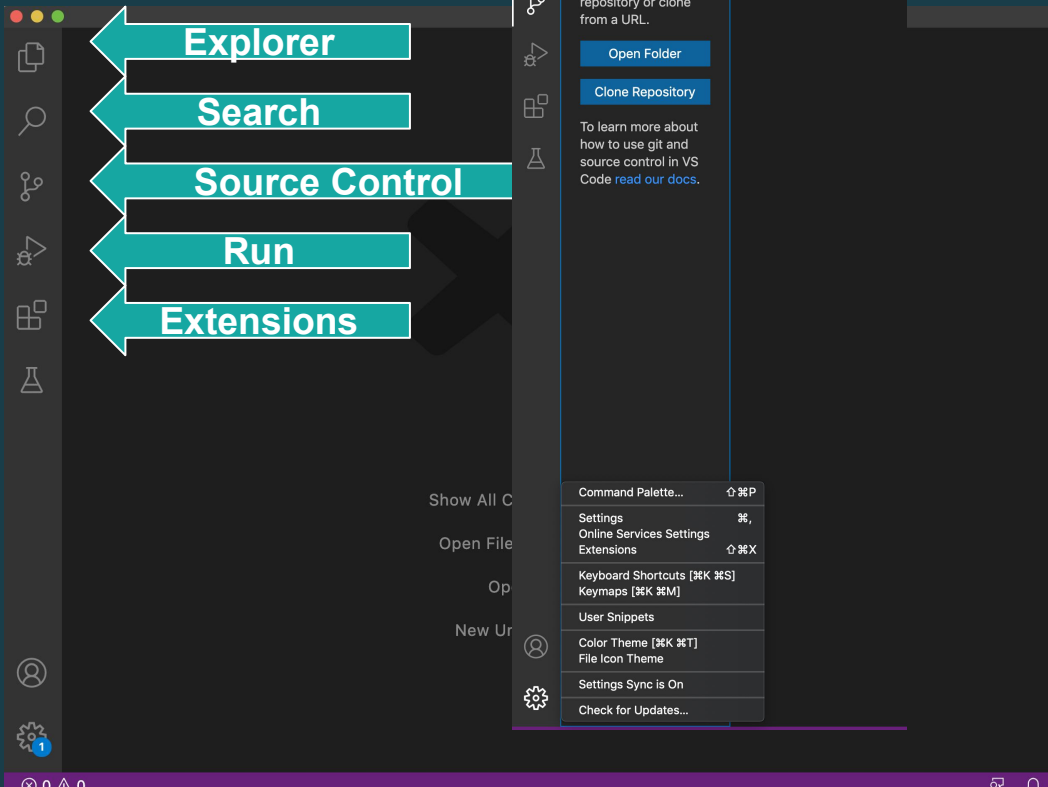 Explorer
Search
Source Control
Run
Extensions
Show All C
Open File
Op
New Un
1
0 0
repository or clone
from a URL.
Open Folder
Clone Repository
To learn more about
how to use git and
source control in VS
Code read our docs.
Command Palette... ⇧⌘P
Settings ⌘,
Online Services Settings
Extensions ⇧⌘X
Keyboard Shortcuts [⌘K ⌘S]
Keymaps [⌘K ⌘M]
User Snippets
Color Theme [⌘K ⌘T]
File Icon Theme
Settings Sync is On
Check for Updates...